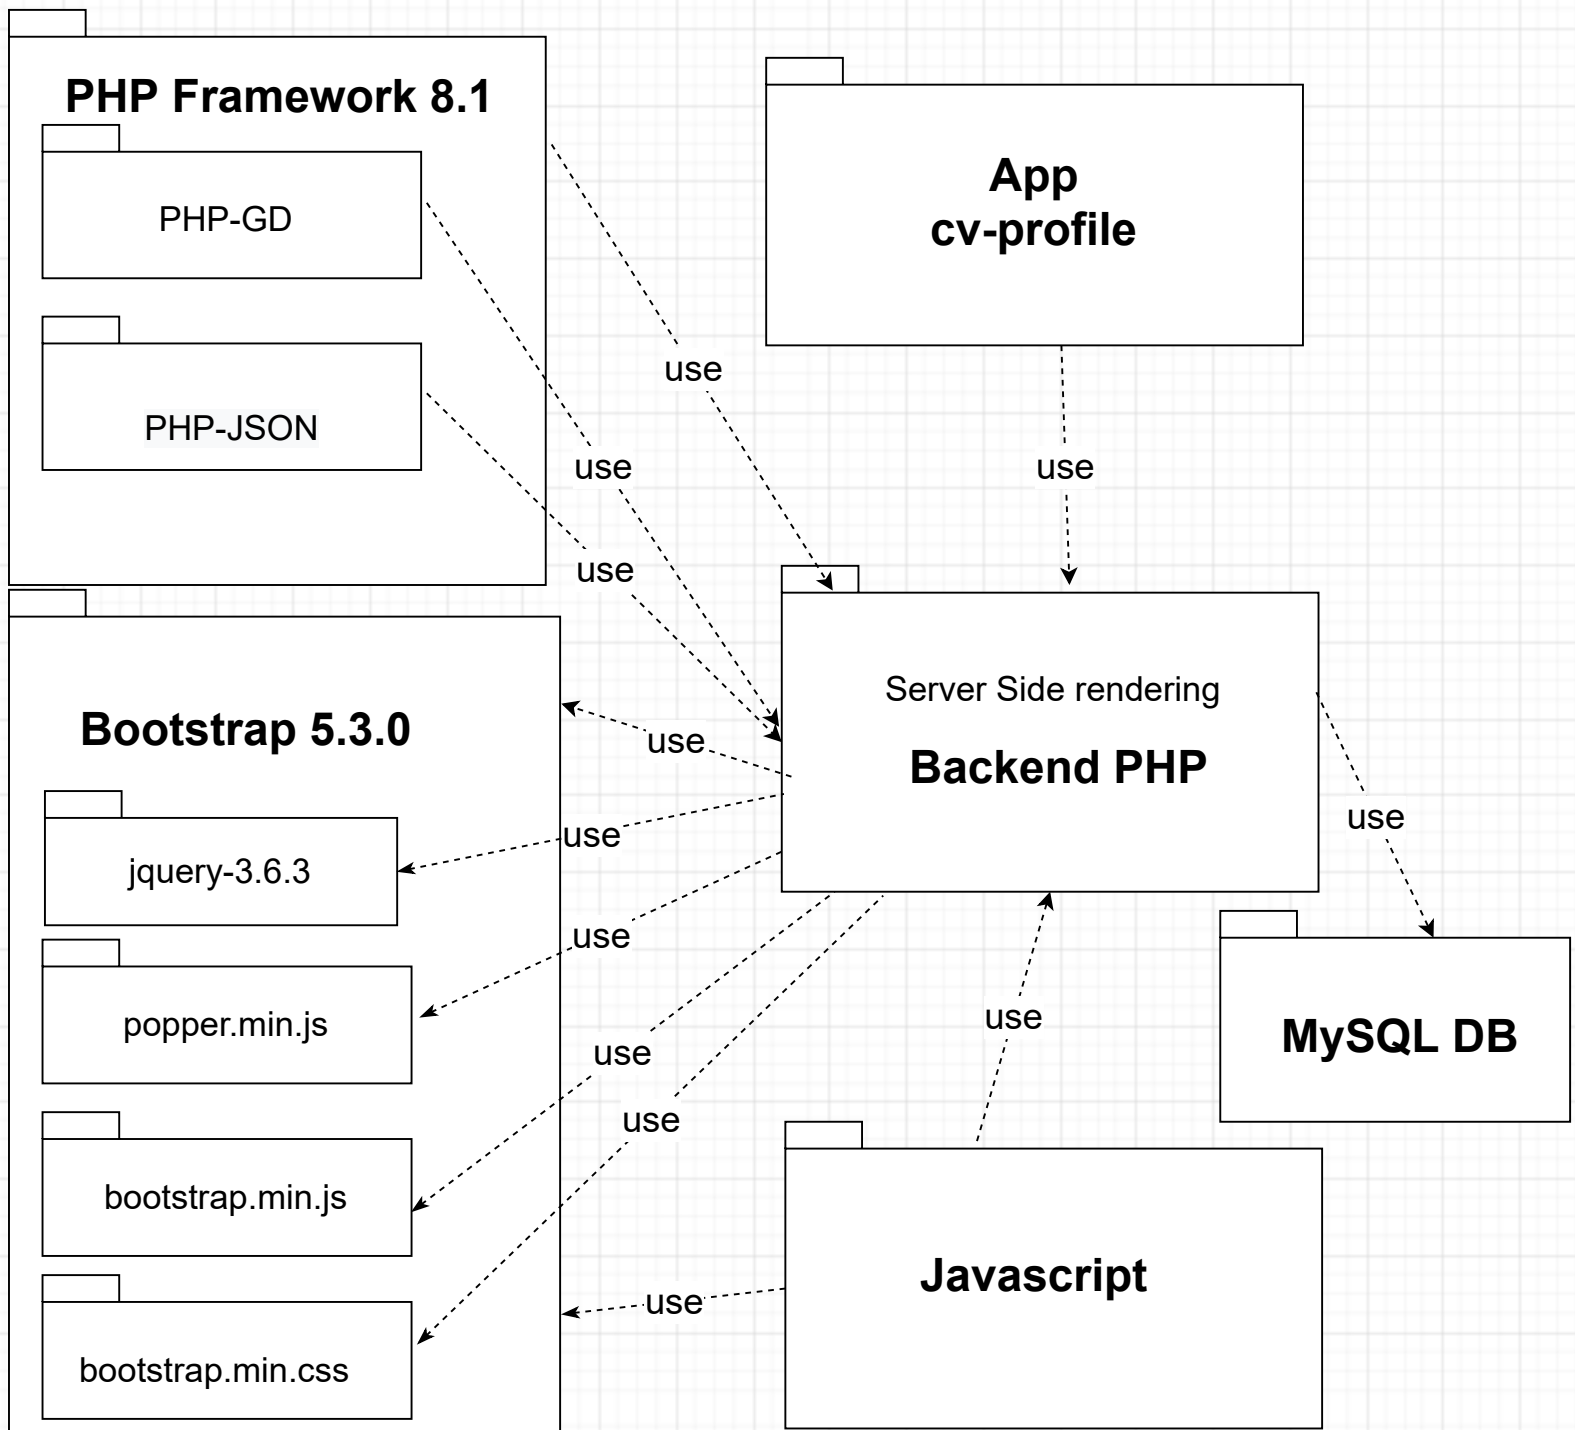 PHP Framework 8.1
PHP-GD
PHP-JSON
App
cv-profile
use
use
use
use
Server Side rendering
Backend PHP
Bootstrap 5.3.0
use
use
use
jquery-3.6.3
use
popper.min.js
use
MySQL DB
use
use
bootstrap.min.js
Javascript
use
bootstrap.min.css